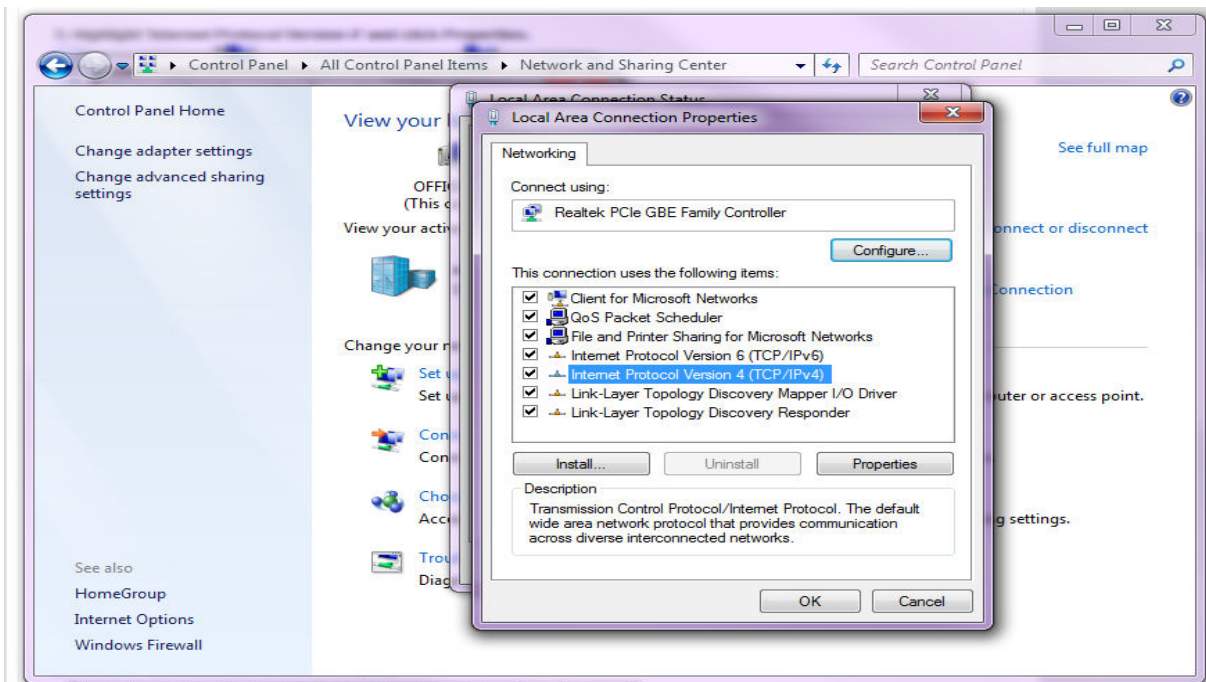 Control Panel ▸ All Control Panel Items ▸ Network and Sharing Center
Search Control Panel
Control Panel Home
Change adapter settings
Change advanced sharing
settings
See also
HomeGroup
Internet Options
Windows Firewall
View your
See full map
OFFI
(This c
View your activ
onnect or disconnect
Connection
Change your n
Set u
Set u
outer or access point.
Con
Con
Cho
Acce
g settings.
Trou
Diag
Local Area Connection Status
Local Area Connection Properties
Networking
Connect using:
Realtek PCIe GBE Family Controller
Configure...
This connection uses the following items:
Client for Microsoft Networks
QoS Packet Scheduler
File and Printer Sharing for Microsoft Networks
Internet Protocol Version 6 (TCP/IPv6)
Internet Protocol Version 4 (TCP/IPv4)
Link-Layer Topology Discovery Mapper I/O Driver
Link-Layer Topology Discovery Responder
Install...
Uninstall
Properties
Description
Transmission Control Protocol/Internet Protocol. The default
wide area network protocol that provides communication
across diverse interconnected networks.
OK
Cancel